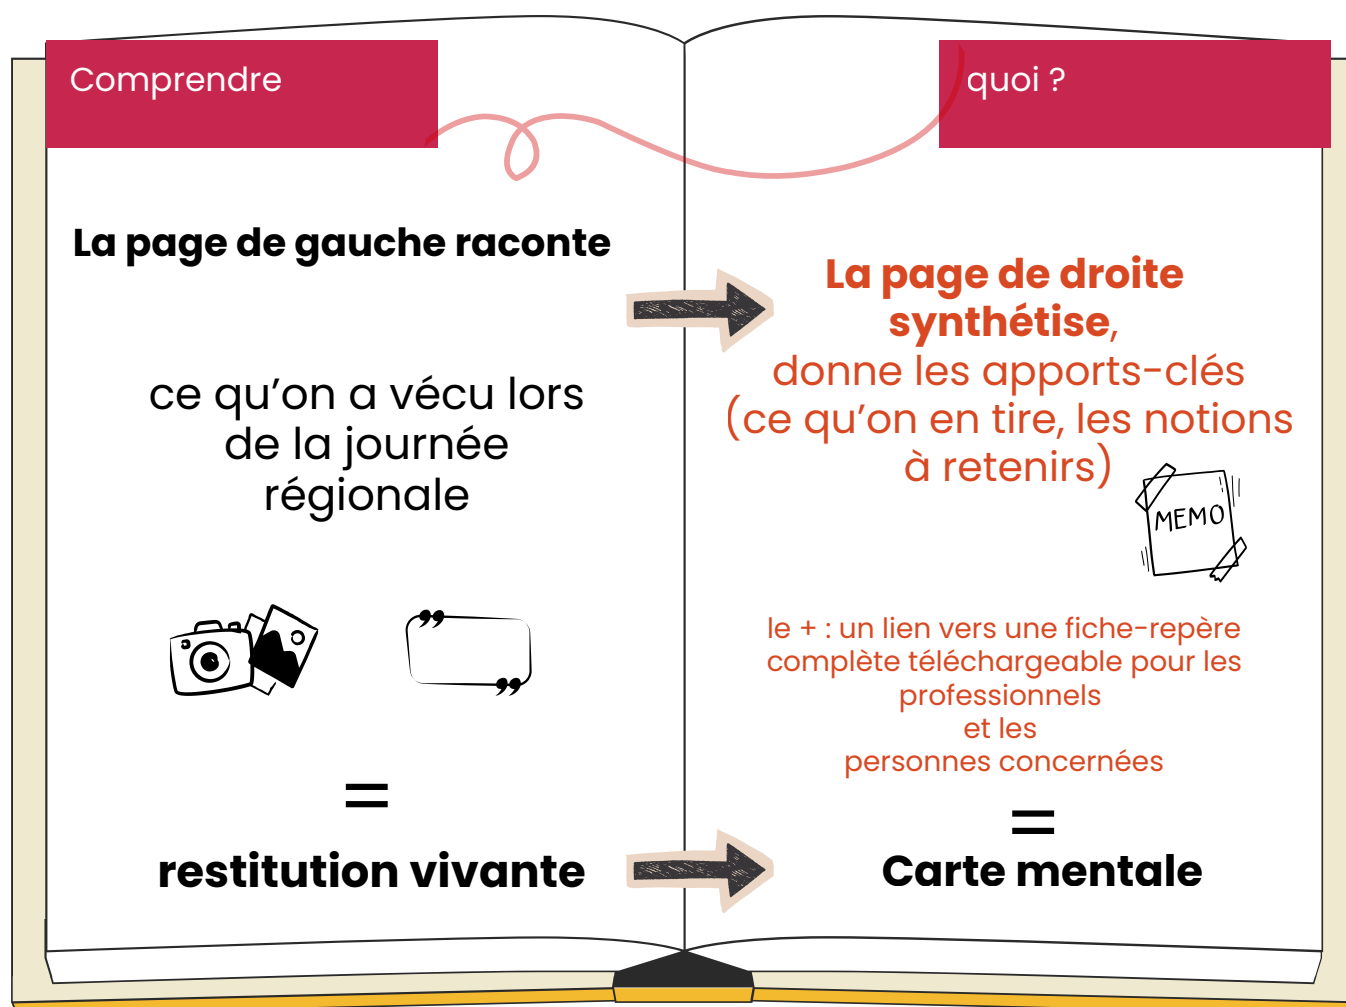 Comprendre
quoi ?
La page de gauche raconte
ce qu’on a vécu lors
de la journée
régionale
=
restitution vivante
La page de droite
synthétise,
donne les apports-clés
(ce qu’on en tire, les notions
à retenirs)
MEMO
le + : un lien vers une fiche-repère
complète téléchargeable pour les
professionnels
et les
personnes concernées
=
Carte mentale